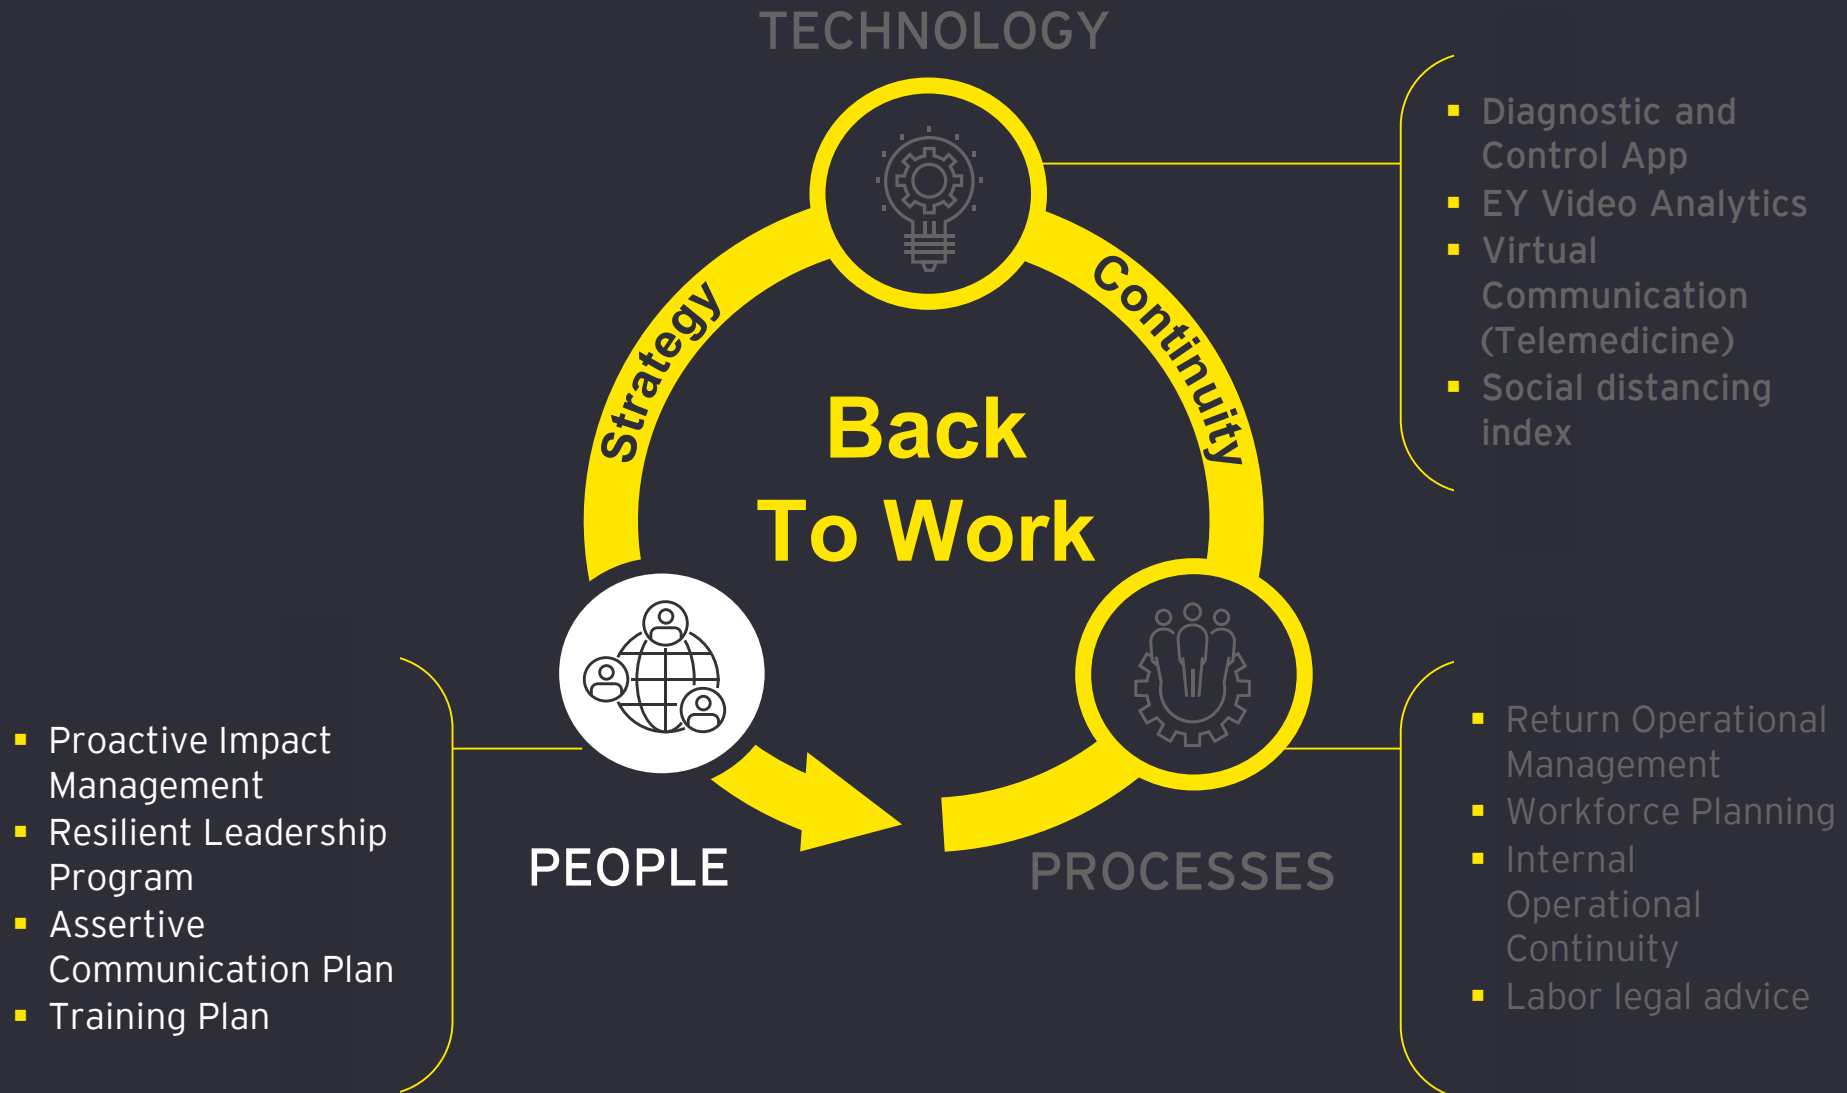 TECHNOLOGY
Diagnostic and
Control App
EY Video Analytics
Virtual
Communication
(Telemedicine)
Social distancing
index
Strategy
Continuity
Back
To Work
Proactive Impact
Management
Resilient Leadership
Program
Assertive
Communication Plan
Training Plan
PEOPLE
PROCESSES
Return Operational
Management
Workforce Planning
Internal
Operational
Continuity
Labor legal advice